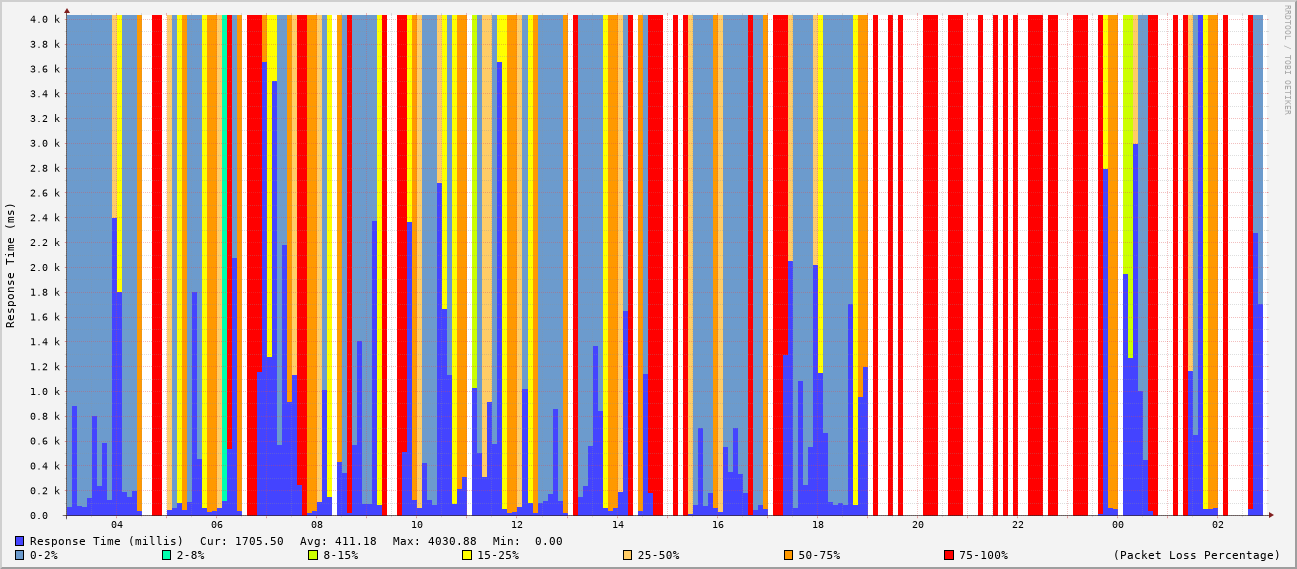 4.0 k
3.8 k
3.6 k
3.4 k
3.2 k
3.0 k
2.8 k
2.6 k
2.4 k
2.2 k
2.0 k
1.8 k
1.6 k
1.4 k
1.2 k
1.0 k
0.8 k
0.6 k
0.4 k
0.2 k
0.0
Response Time (ms)
RRDTOOL / TOBI OETIKER
04 06 08 10 12 14 16 18 20 22 00 02
Response Time (millis) Cur: 1705.50 Avg: 411.18 Max: 4030.88 Min: 0.00
0-2% 2-8% 8-15% 15-25% 25-50% 50-75% 75-100% (Packet Loss Percentage)